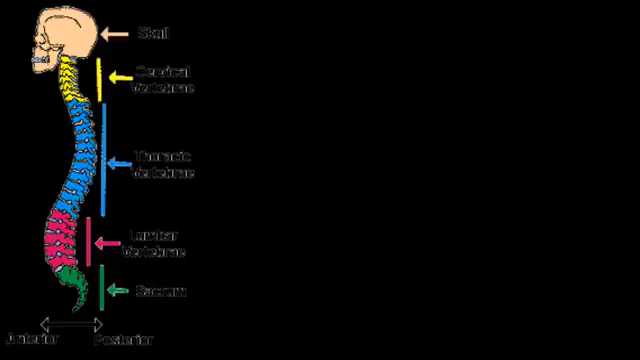 Skull
Cervical
Vertebrae
Thoracic
Vertebrae
Lumbar
Vertebrae
Sacrum
Anterior
Posterior